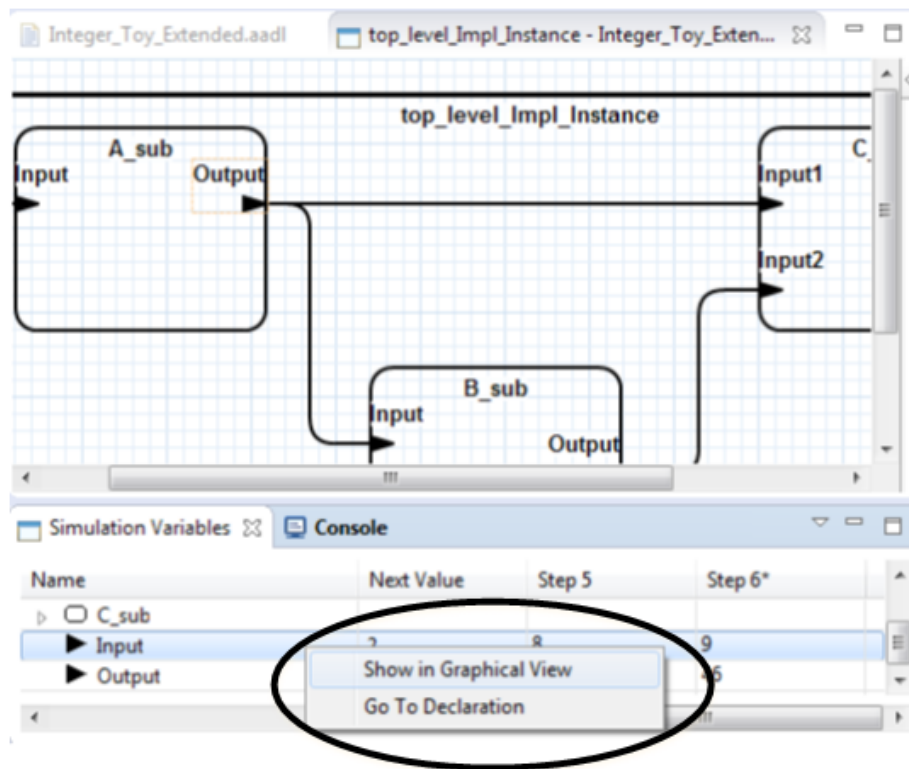 Integer_Toy_Extended.aadl top_level_Impl_Instance - Integer_Toy_Exten...
top_level_Impl_Instance
A_sub
Input Output
C_
Input1
Input2
B_sub
Input
Output
Simulation Variables Console
Name Next Value Step 5 Step 6*
C_sub
Input 2 8 9
Output
Show in Graphical View
Go To Declaration